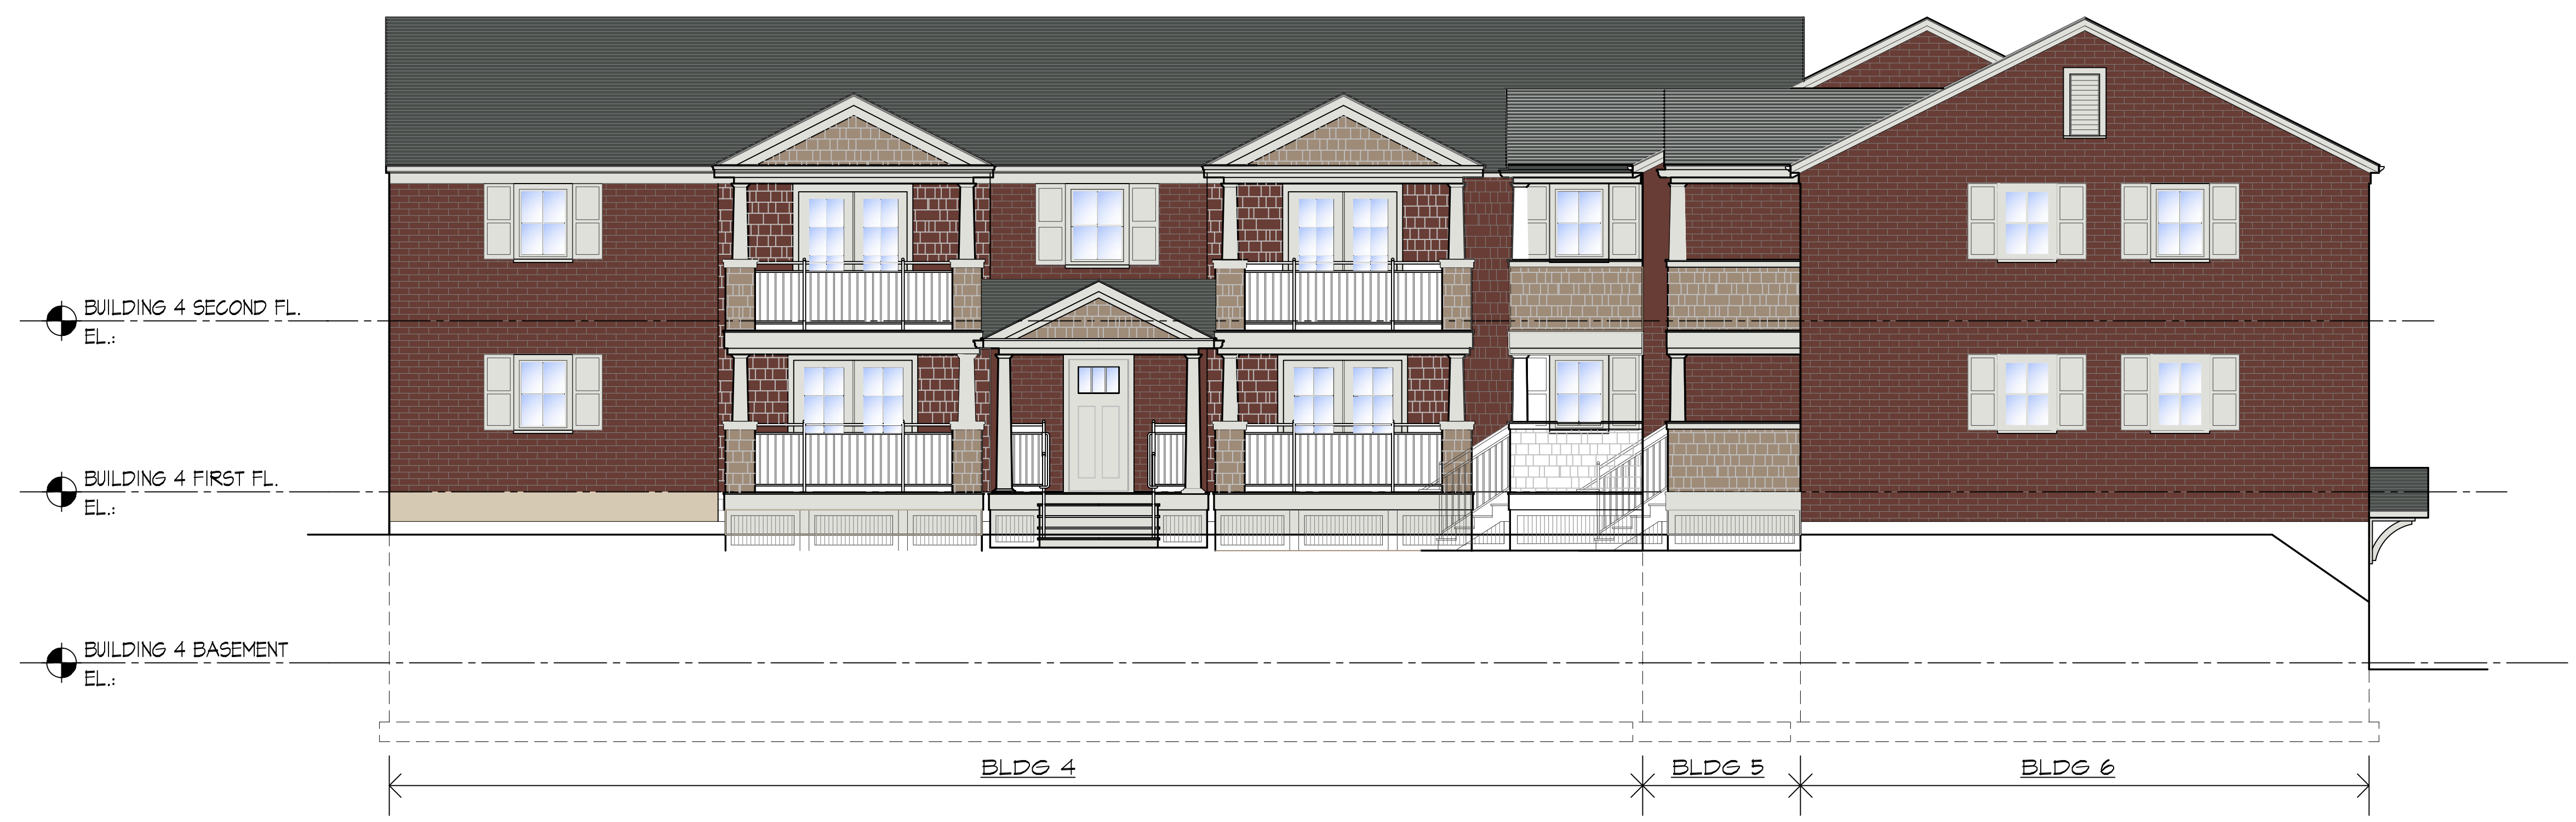 BUILDING 4 SECOND FL.
EL.:
BUILDING 4 FIRST FL.
EL.:
BUILDING 4 BASEMENT
EL.:
BLDG 4
BLDG 5
BLDG 6